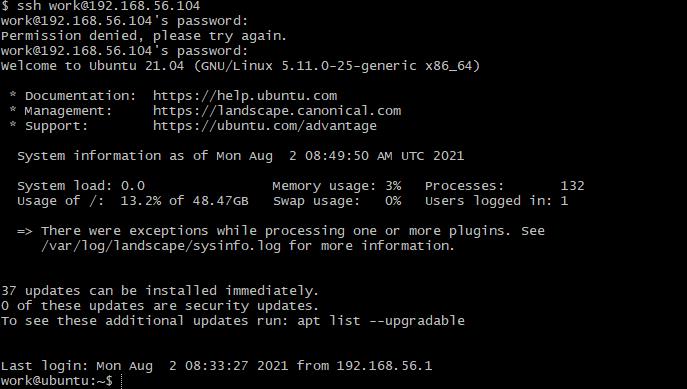 $ ssh work@192.168.56.104
work@192.168.56.104's password:
Permission denied, please try again.
work@192.168.56.104's password:
Welcome to Ubuntu 21.04 (GNU/Linux 5.11.0-25-generic x86_64)

 * Documentation:  https://help.ubuntu.com
 * Management:     https://landscape.canonical.com
 * Support:        https://ubuntu.com/advantage

  System information as of Mon Aug  2 08:49:50 AM UTC 2021

  System load: 0.0                Memory usage: 3%   Processes:       132
  Usage of /:  13.2% of 48.47GB   Swap usage:   0%   Users logged in: 1

  => There were exceptions while processing one or more plugins. See
     /var/log/landscape/sysinfo.log for more information.


37 updates can be installed immediately.
0 of these updates are security updates.
To see these additional updates run: apt list --upgradable


Last login: Mon Aug  2 08:33:27 2021 from 192.168.56.1
work@ubuntu:~$